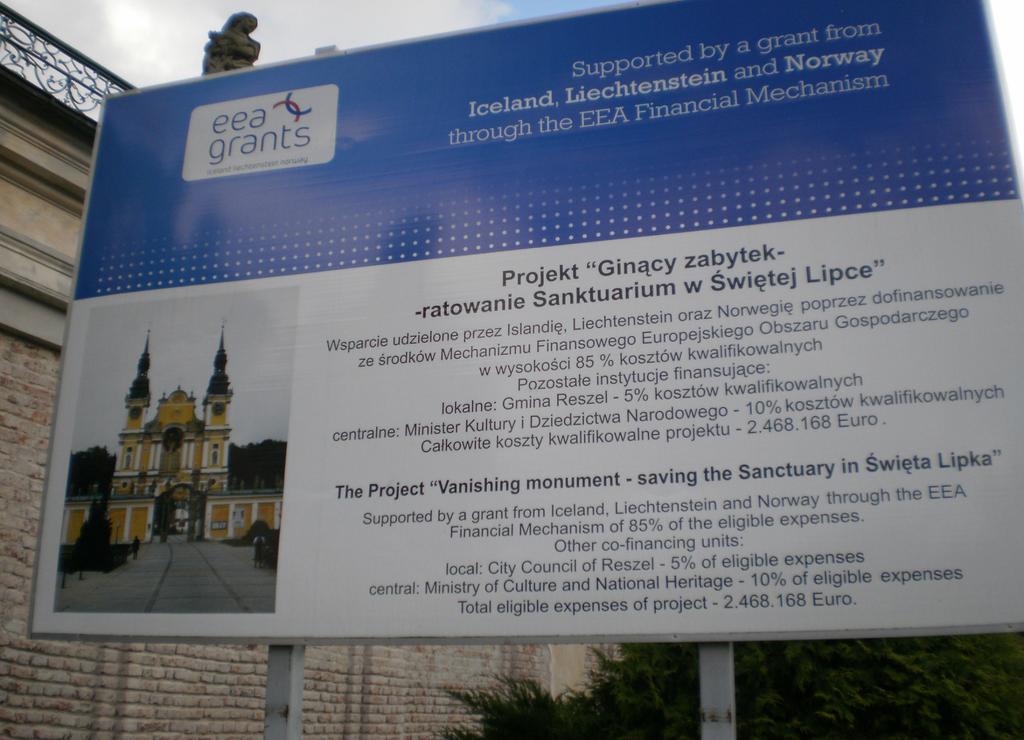 eea
grants
iceland liechtenstein norway
Supported by a grant from
Iceland, Liechtenstein and Norway
through the EEA Financial Mechanism
Projekt “Ginący zabytek-
-ratowanie Sanktuarium w Świętej Lipce”
Wsparcie udzielone przez Islandię, Liechtenstein oraz Norwegię poprzez dofinansowanie
ze środków Mechanizmu Finansowego Europejskiego Obszaru Gospodarczego
w wysokości 85 % kosztów kwalifikowalnych
Pozostałe instytucje finansujące:
lokalne: Gmina Reszel - 5% kosztów kwalifikowalnych
centralne: Minister Kultury i Dziedzictwa Narodowego - 10% kosztów kwalifikowalnych
Całkowite koszty kwalifikowalne projektu - 2.468.168 Euro .
The Project “Vanishing monument - saving the Sanctuary in Święta Lipka”
Supported by a grant from Iceland, Liechtenstein and Norway through the EEA
Financial Mechanism of 85% of the eligible expenses.
Other co-financing units:
local: City Council of Reszel - 5% of eligible expenses
central: Ministry of Culture and National Heritage - 10% of eligible expenses
Total eligible expenses of project - 2.468.168 Euro.